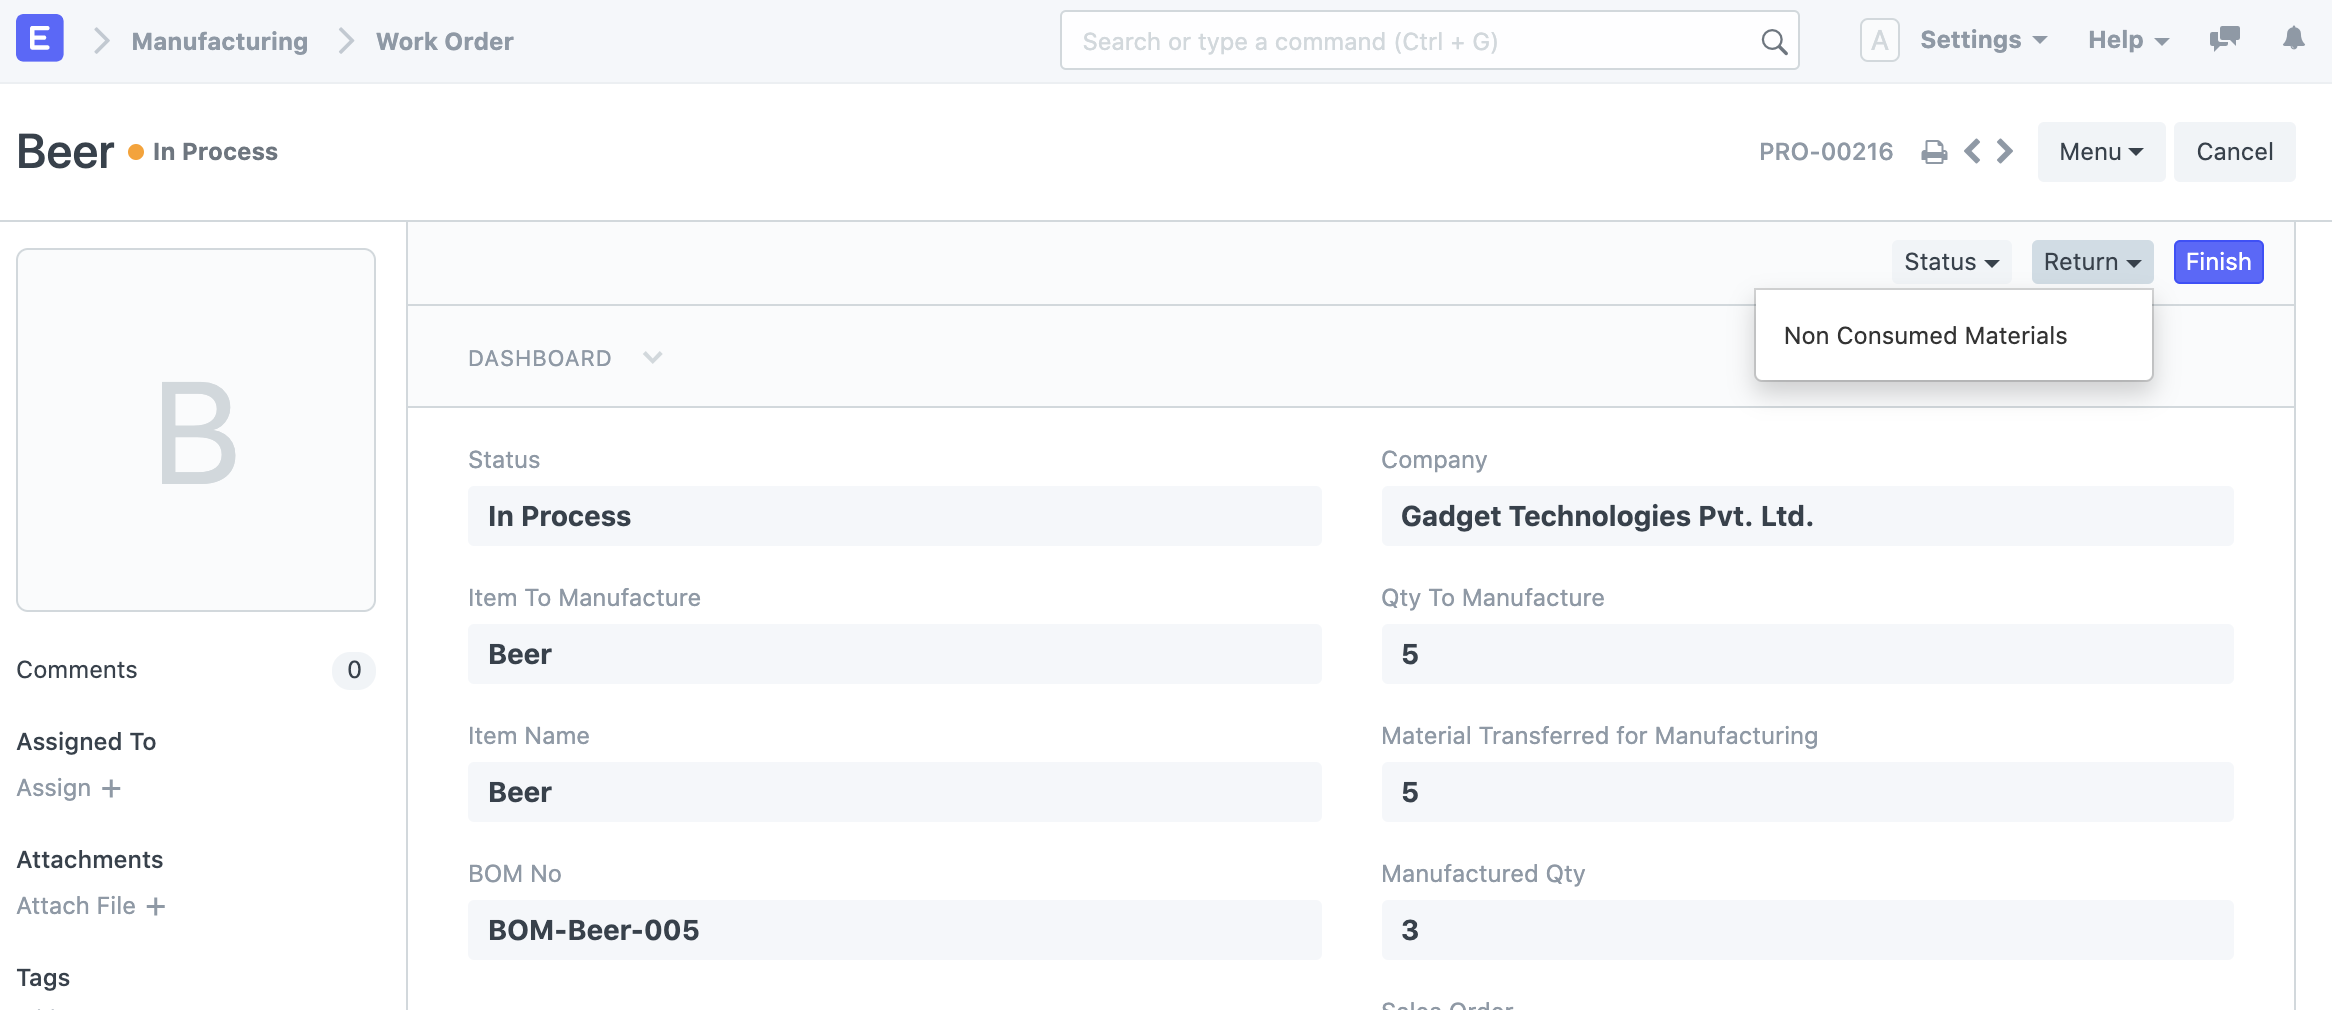 E
Manufacturing
Work Order
Search or type a command (Ctrl + G)
A
Settings
Help
Beer
In Process
PRO-00216
Menu
Cancel
Status
Return
Finish
Non Consumed Materials
DASHBOARD
B
Comments
0
Assigned To
Assign +
Attachments
Attach File +
Tags
Status
In Process
Item To Manufacture
Beer
Item Name
Beer
BOM No
BOM-Beer-005
Company
Gadget Technologies Pvt. Ltd.
Qty To Manufacture
5
Material Transferred for Manufacturing
5
Manufactured Qty
3
Sales Order